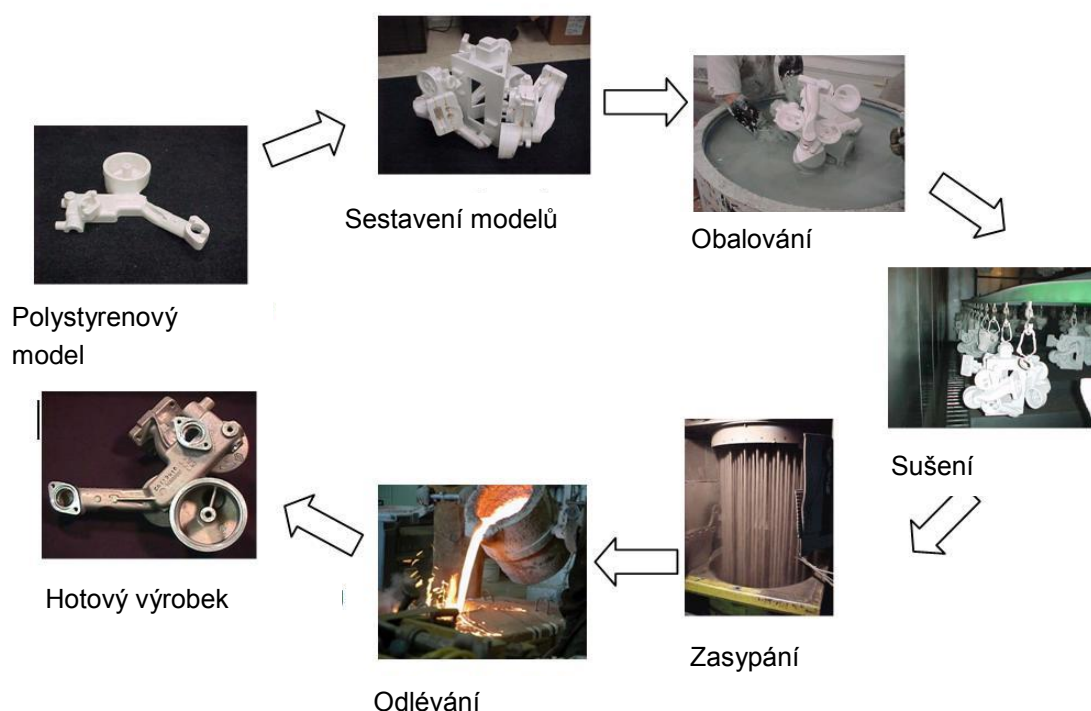 Polystyrenový
model
Sestavení modelů
Obalování
Sušení
Zasypání
Odlévání
Hotový výrobek